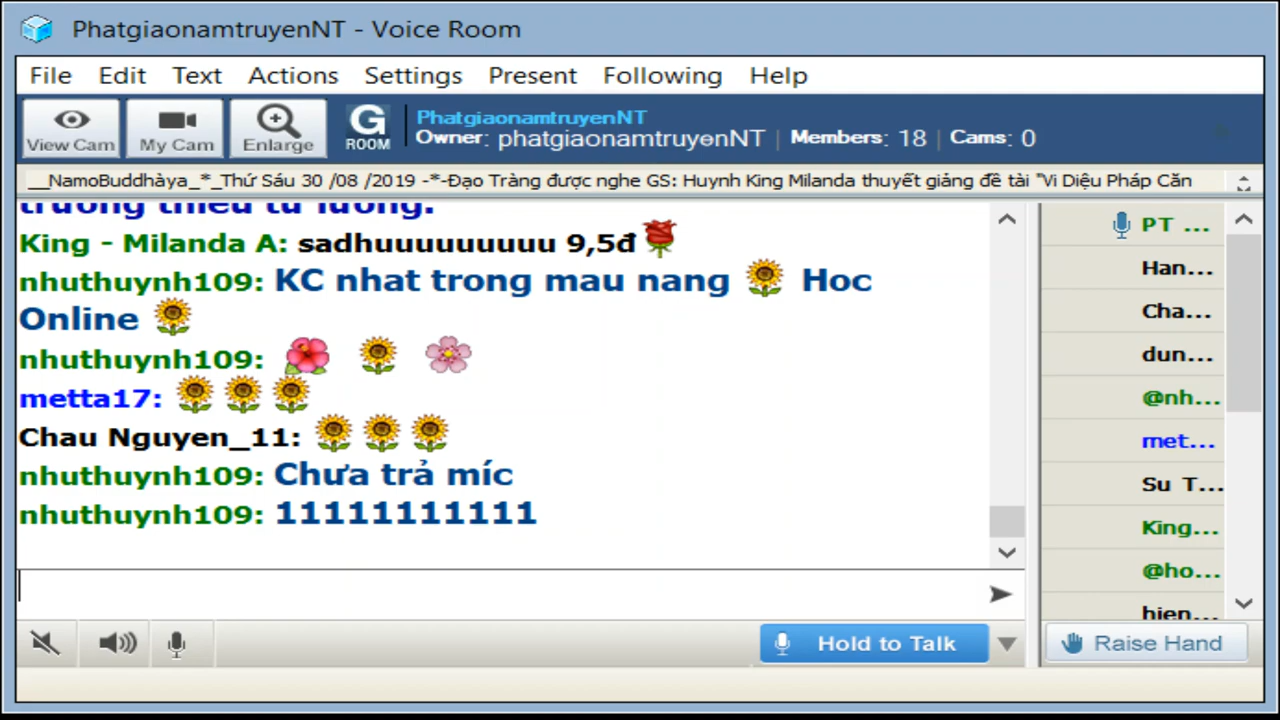 PhatgiaonamtruyenNT - Voice Room
File Edit Text Actions Settings Present Following Help
View Cam My Cam Enlarge G ROOM
PhatgiaonamtruyenNT
Owner: phatgiaonamtruyenNT | Members: 18 | Cams: 0
__NamoBuddhàya_*_Thứ Sáu 30 /08 /2019 -*-Đạo Tràng được nghe GS: Huynh King Milanda thuyết giảng đề tài "Vi Diệu Pháp Căn
trường thiếu tư lương.
King - Milanda A: sadhuuuuuuuuu 9,5đ
nhuthuynh109: KC nhat trong mau nang Hoc
Online
nhuthuynh109:
metta17:
Chau Nguyen_11:
nhuthuynh109: Chưa trả míc
nhuthuynh109: 11111111111
PT ...
Han...
Cha...
dun...
@nh...
met...
Su T...
King...
@ho...
hien...
Hold to Talk
Raise Hand